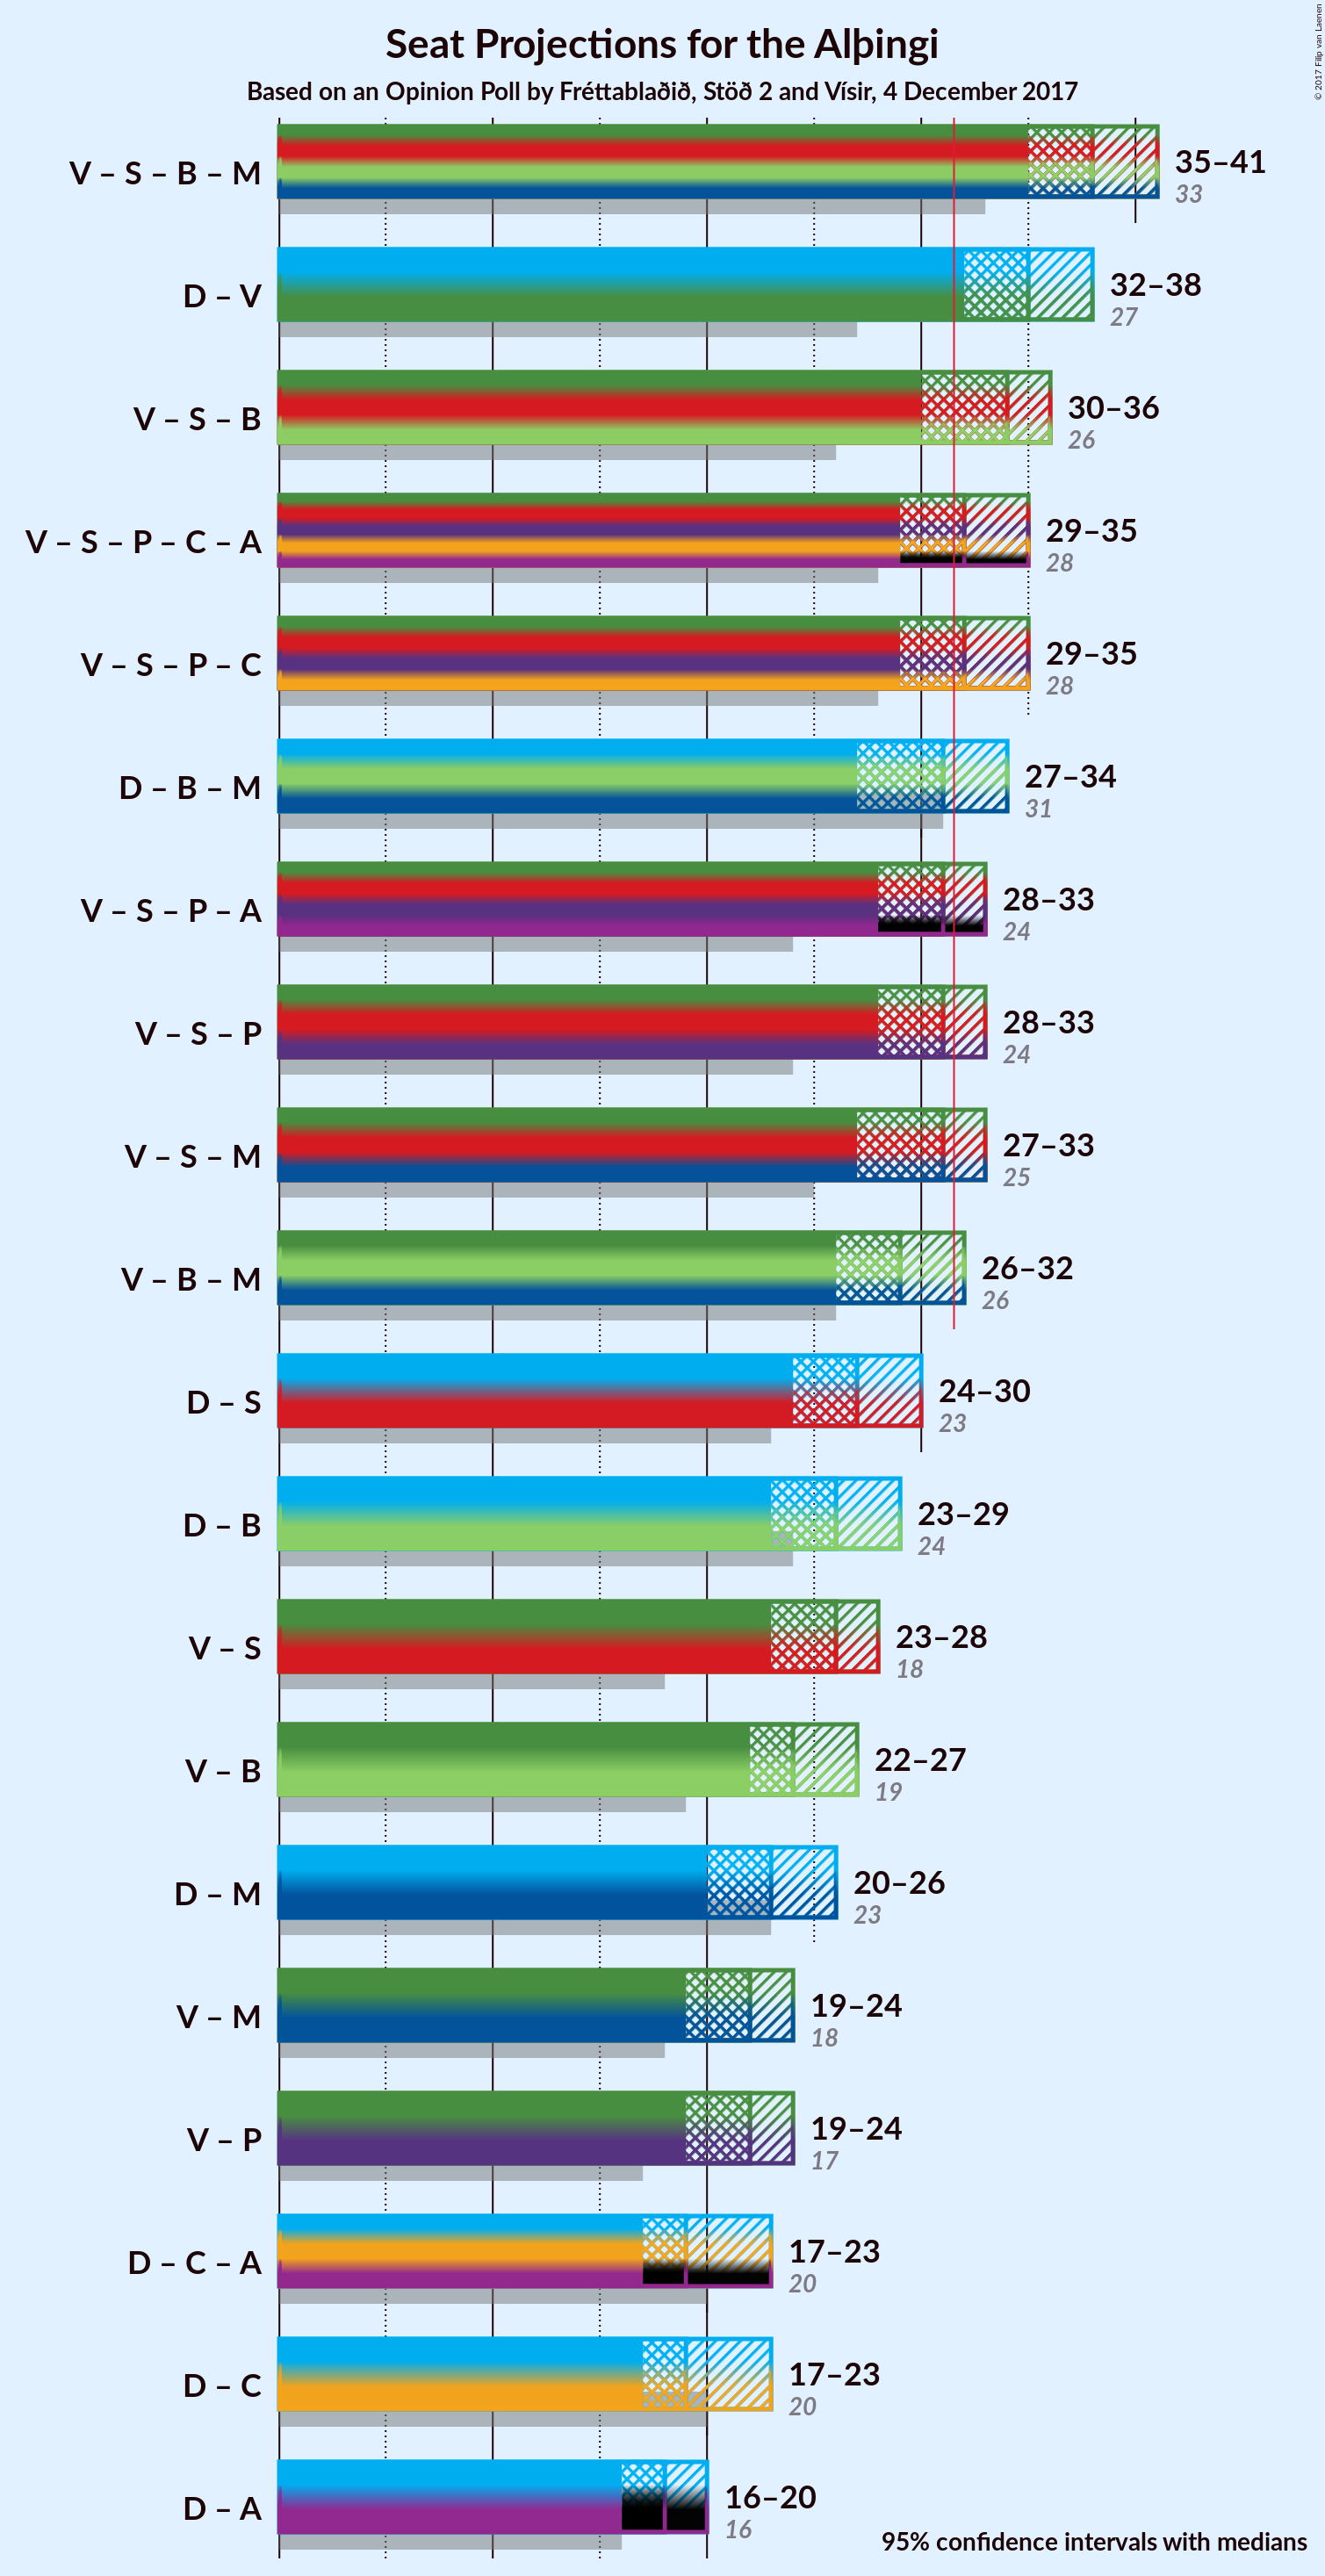 Seat Projections for the Alþingi
Based on an Opinion Poll by Fréttablaðið, Stöð 2 and Vísir, 4 December 2017
© 2017 Filip van Laenen
V – S – B – M
35–41
33
D – V
32–38
27
V – S – B
30–36
26
V – S – P – C – A
29–35
28
V – S – P – C
29–35
28
D – B – M
27–34
31
V – S – P – A
28–33
24
V – S – P
28–33
24
V – S – M
27–33
25
V – B – M
26–32
26
D – S
24–30
23
D – B
23–29
24
V – S
23–28
18
V – B
22–27
19
D – M
20–26
23
V – M
19–24
18
V – P
19–24
17
D – C – A
17–23
20
D – C
17–23
20
D – A
16–20
16
95% confidence intervals with medians